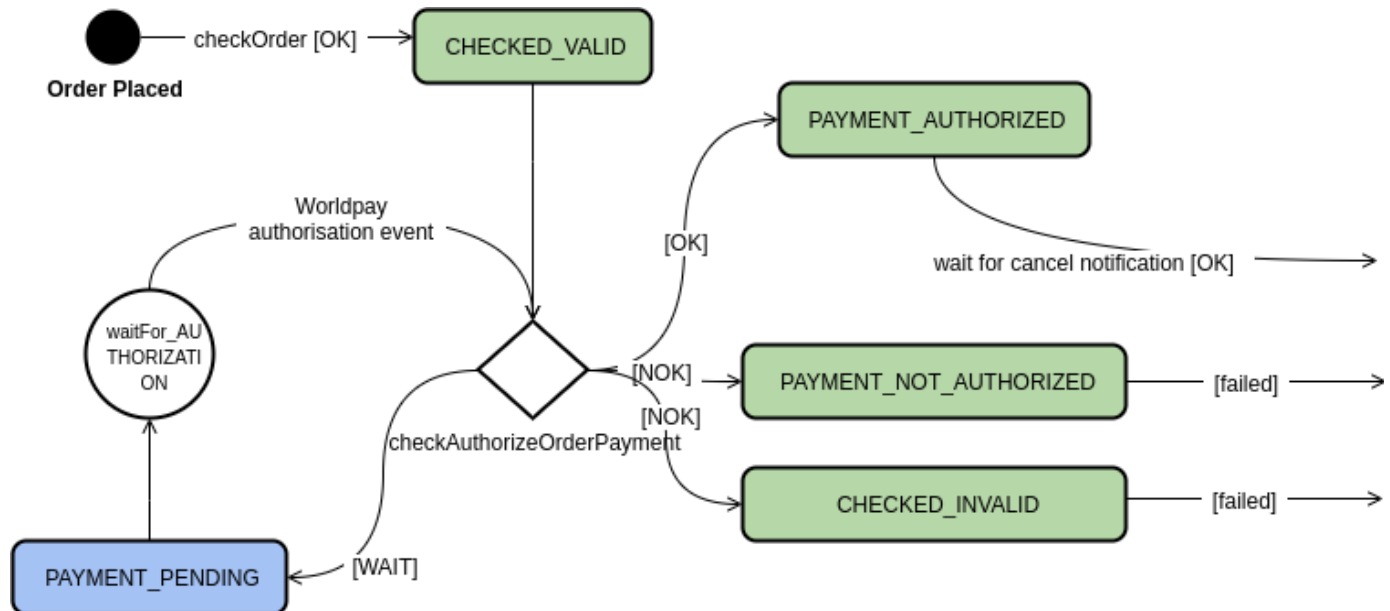 checkOrder [OK]
CHECKED_VALID
Order Placed
PAYMENT_AUTHORIZED
Worldpay
authorisation event
[OK]
wait for cancel notification [OK]
waitFor_AU
THORIZATI
ON
[NOK]
PAYMENT_NOT_AUTHORIZED
[failed]
[NOK]
checkAuthorizeOrderPayment
CHECKED_INVALID
[failed]
[WAIT]
PAYMENT_PENDING